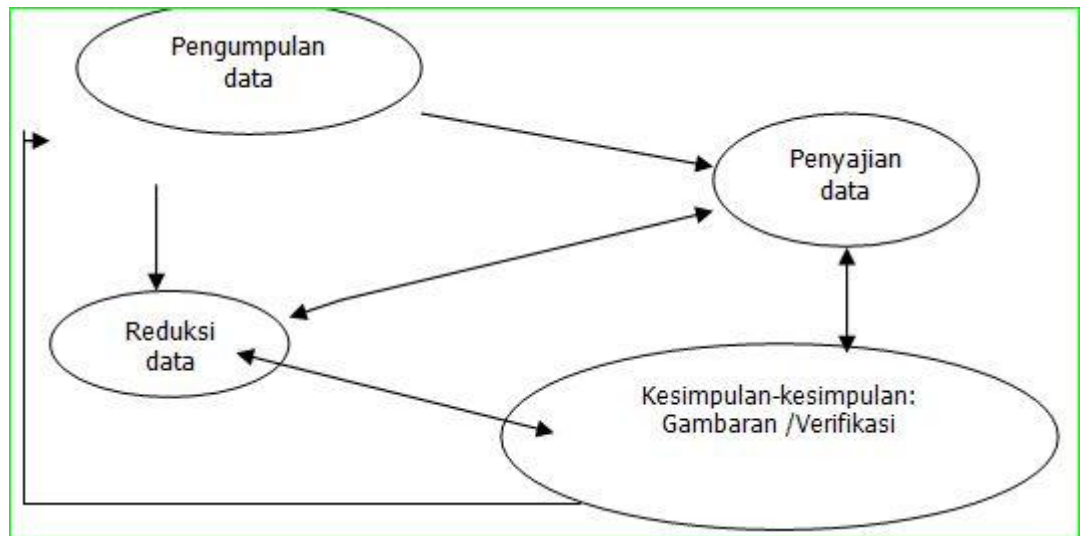 Pengumpulan
data
Penyajian
data
Reduksi
data
Kesimpulan-kesimpulan:
Gambaran /Verifikasi